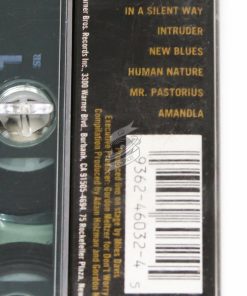 IN A SILENT WAY
INTRUDER
NEW BLUES
HUMAN NATURE
MR. PASTORIUS
AMANDLA
Produced live on stage by Miles Davis
Executive Producer: Gordon Meltzer for Don't Worry
Compilation Produced by Adam Holzman and Gordon
Bros. Records Inc., 3300 Warner Blvd., Burbank, CA 91505-4694, 75 Rockefeller Plaza, New
9362-46032-4 5